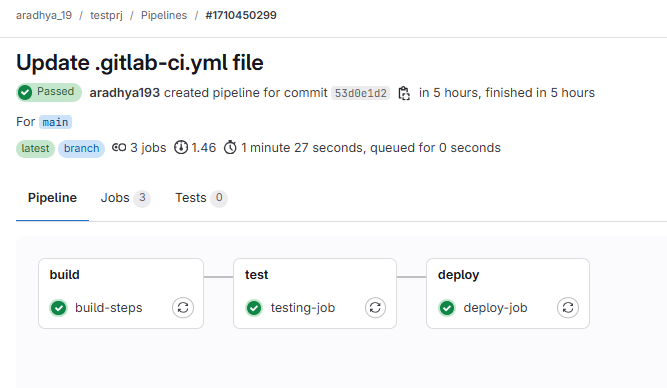 aradhya_19 / testprj / Pipelines / #1710450299
Update .gitlab-ci.yml file
Passed aradhya193 created pipeline for commit 53d0e1d2 in 5 hours, finished in 5 hours
For main
latest branch 3 jobs 1.46 1 minute 27 seconds, queued for 0 seconds
Pipeline Jobs 3 Tests 0
build test deploy
build-steps testing-job deploy-job